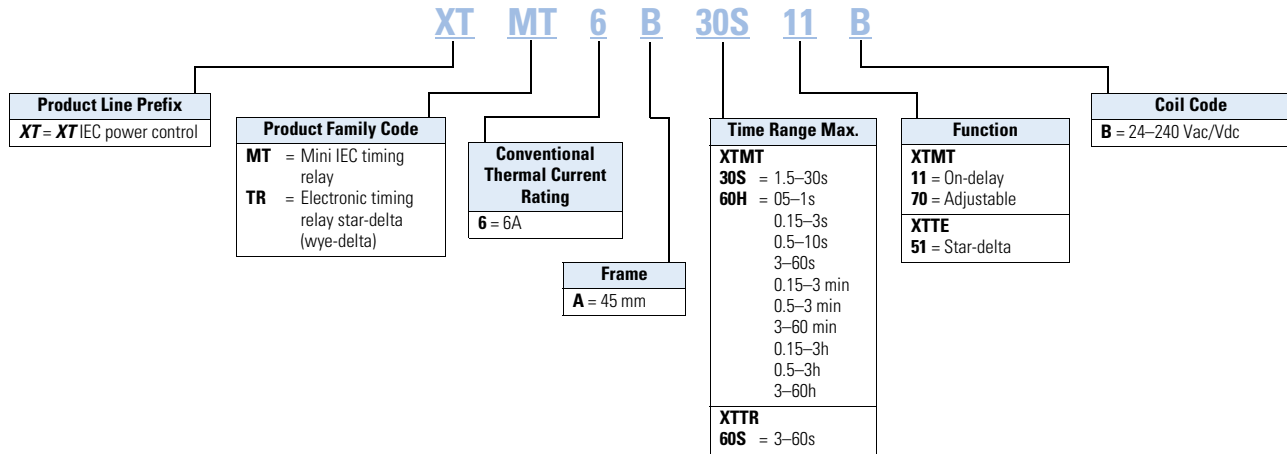 XT MT 6 B 30S 11 B
Product Line Prefix
XT = XT IEC power control
Product Family Code
MT = Mini IEC timing
relay
TR = Electronic timing
relay star-delta
(wye-delta)
Conventional
Thermal Current
Rating
6 = 6A
Frame
A = 45 mm
Time Range Max.
XTMT
30S = 1.5–30s
60H = 05–1s
0.15–3s
0.5–10s
3–60s
0.15–3 min
0.5–3 min
3–60 min
0.15–3h
0.5–3h
3–60h
XTTR
60S = 3–60s
Function
XTMT
11 = On-delay
70 = Adjustable
XTTE
51 = Star-delta
Coil Code
B = 24–240 Vac/Vdc